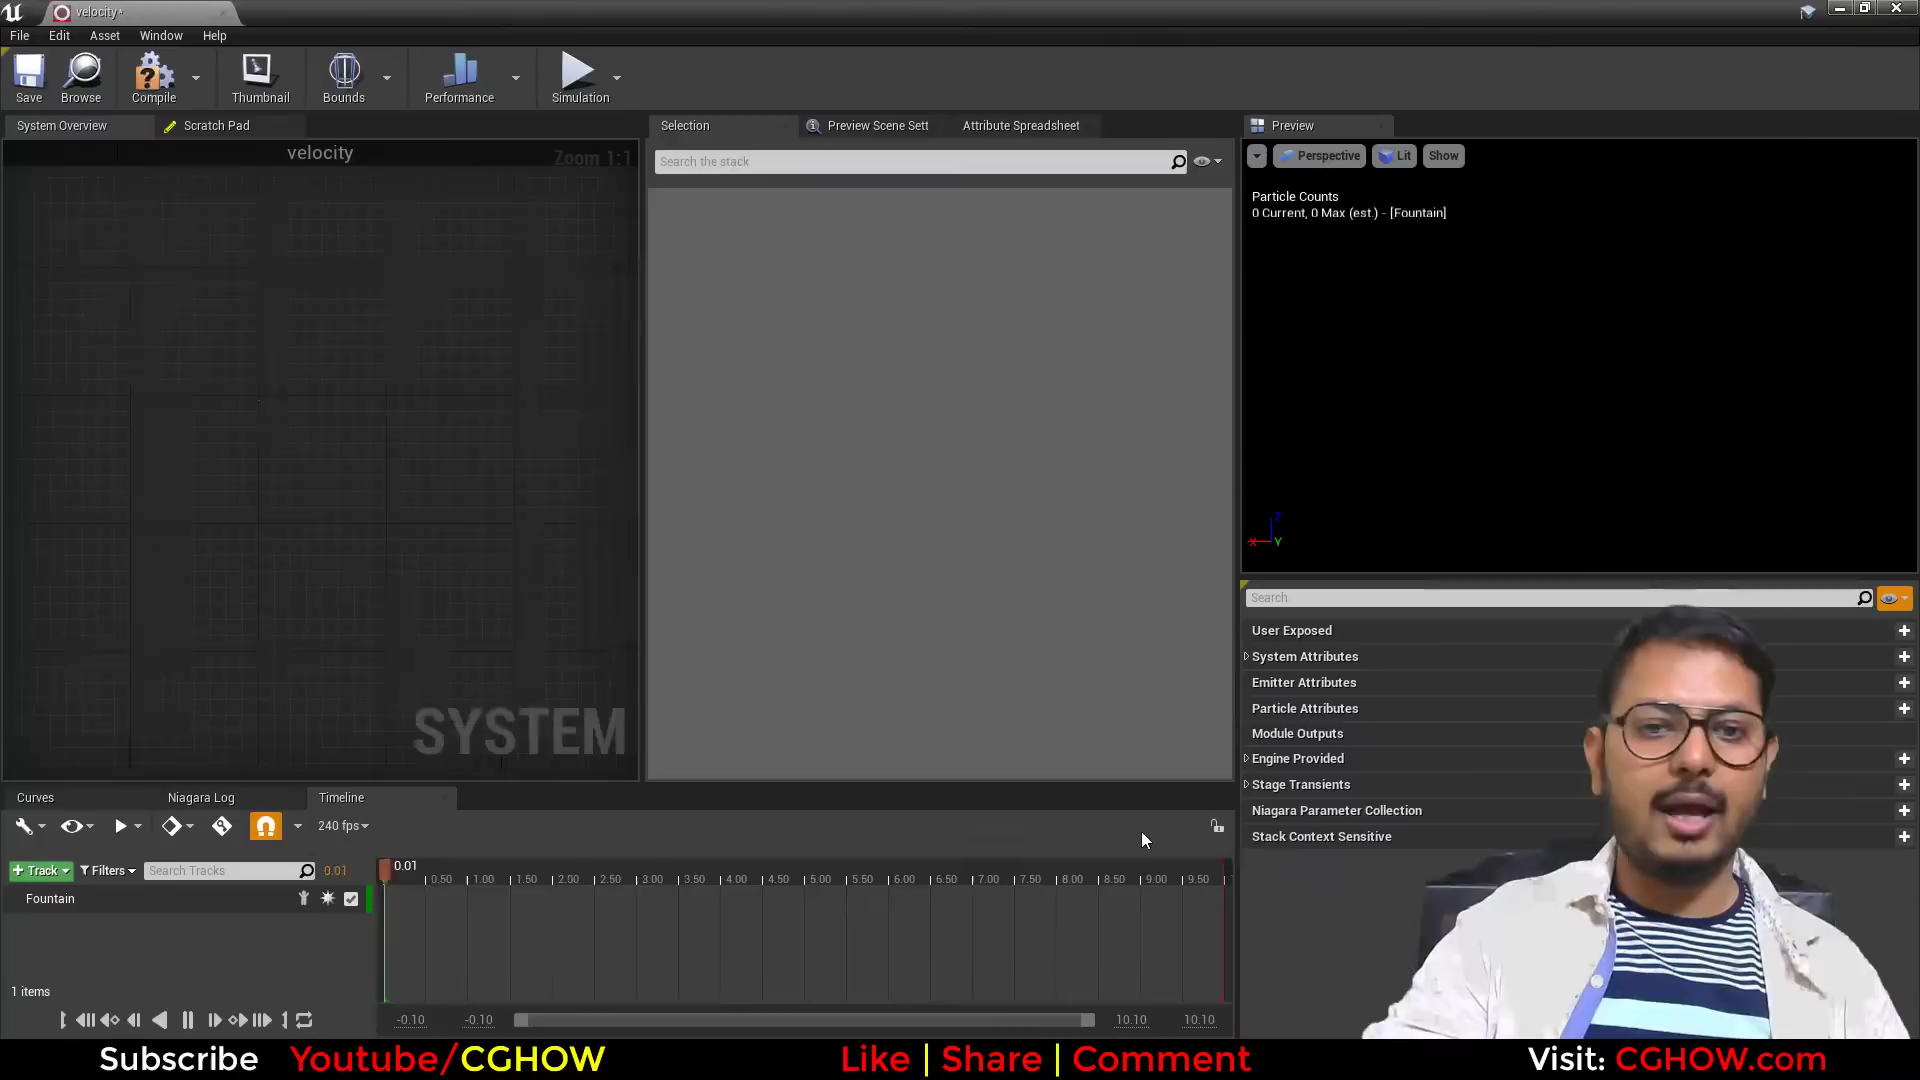 velocity*
File Edit Asset Window Help
Save Browse Compile Thumbnail Bounds Performance Simulation
System Overview Scratch Pad Selection Preview Scene Sett Attribute Spreadsheet Preview
velocity Zoom 1:1
Search the stack
Perspective Lit Show
Particle Counts
0 Current, 0 Max (est.) - [Fountain]
Z
X Y
SYSTEM
Search
User Exposed
System Attributes
Emitter Attributes
Particle Attributes
Module Outputs
Engine Provided
Stage Transients
Niagara Parameter Collection
Stack Context Sensitive
Curves Niagara Log Timeline
240 fps
+ Track Filters Search Tracks 0.01 0.01
0.50 1.00 1.50 2.00 2.50 3.00 3.50 4.00 4.50 5.00 5.50 6.00 6.50 7.00 7.50 8.00 8.50 9.00 9.50
Fountain
1 items
-0.10 -0.10 10.10 10.10
Subscribe Youtube/CGHOW Like | Share | Comment Visit: CGHOW.com